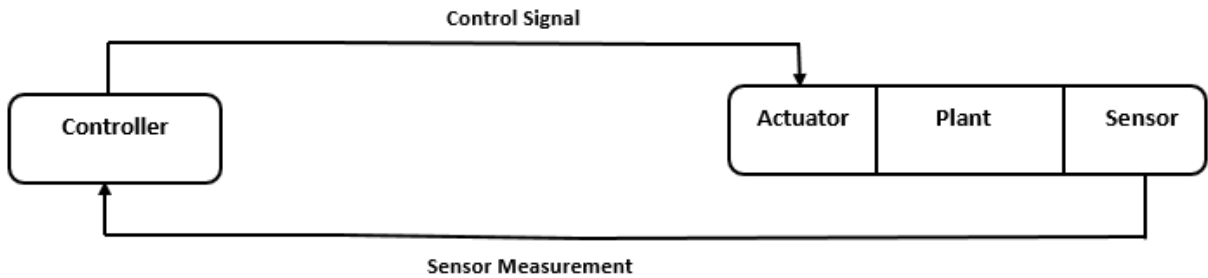 Control Signal
Controller
Actuator
Plant
Sensor
Sensor Measurement